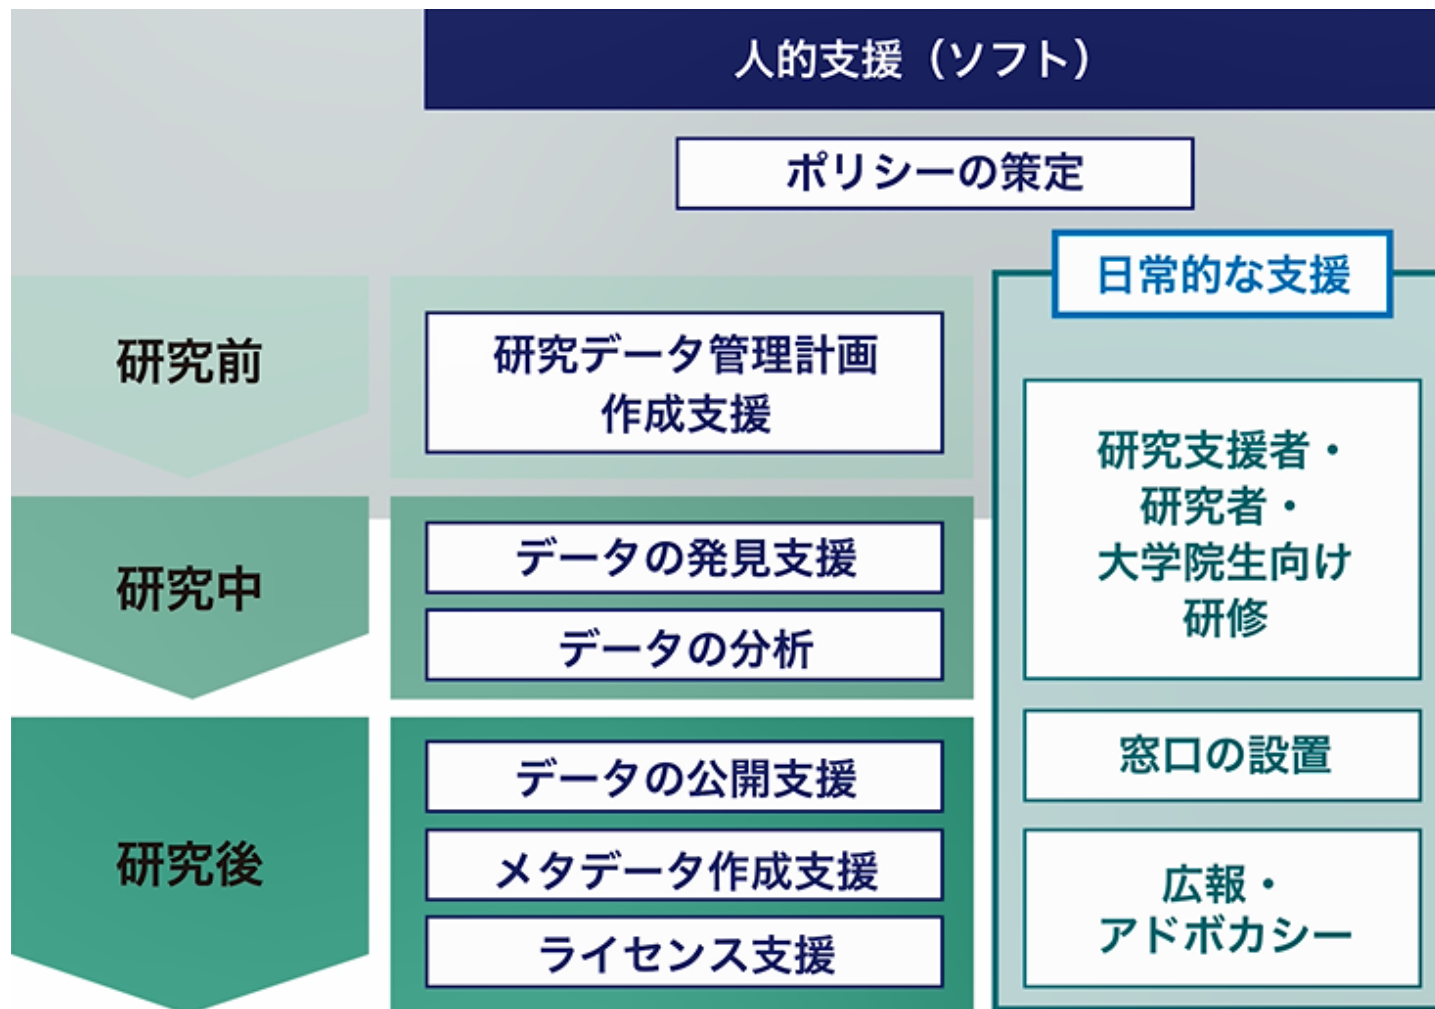 人的支援（ソフト）
ポリシーの策定
日常的な支援
研究前
研究データ管理計画
作成支援
研究中
データの発見支援
データの分析
研究後
データの公開支援
メタデータ作成支援
ライセンス支援
研究支援者・
研究者・
大学院生向け
研修
窓口の設置
広報・
アドボカシー